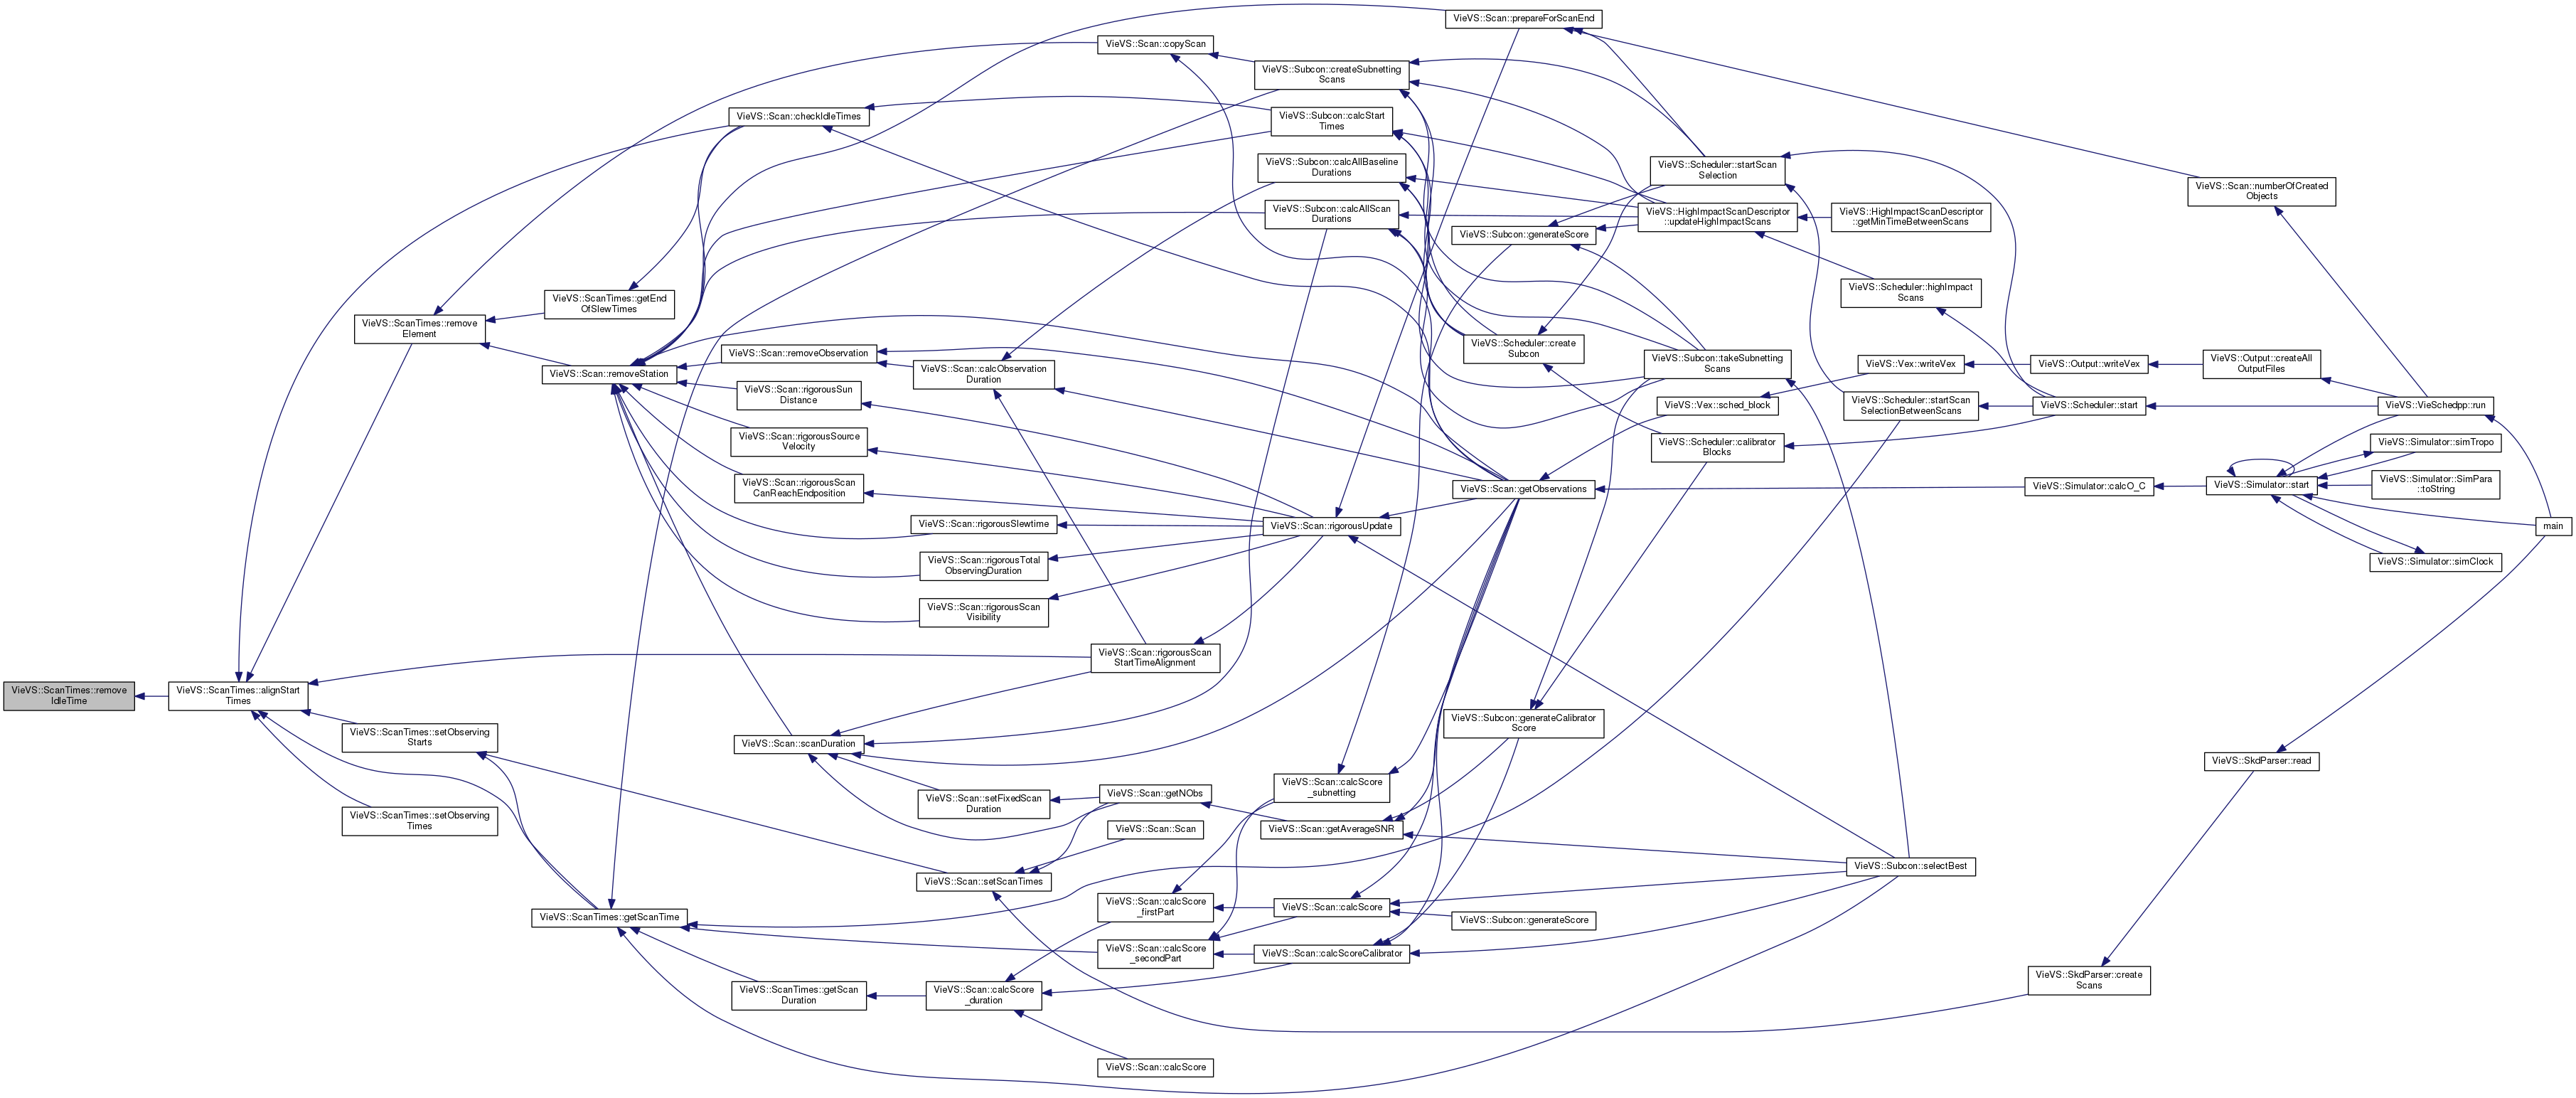 VieVS::ScanTimes::remove
IdleTime
VieVS::ScanTimes::alignStart
Times
VieVS::ScanTimes::remove
Element
VieVS::ScanTimes::setObserving
Starts
VieVS::ScanTimes::setObserving
Times
VieVS::ScanTimes::getEnd
OfSlewTimes
VieVS::Scan::removeStation
VieVS::ScanTimes::getScanTime
VieVS::Scan::checkIdleTimes
VieVS::Scan::removeObservation
VieVS::Scan::rigorousSun
Distance
VieVS::Scan::rigorousSource
Velocity
VieVS::Scan::rigorousScan
CanReachEndposition
VieVS::Scan::scanDuration
VieVS::ScanTimes::getScan
Duration
VieVS::Scan::calcObservation
Duration
VieVS::Scan::rigorousSlewtime
VieVS::Scan::rigorousTotal
ObservingDuration
VieVS::Scan::rigorousScan
Visibility
VieVS::Scan::setFixedScan
Duration
VieVS::Scan::setScanTimes
VieVS::Scan::calcScore
_duration
VieVS::Scan::copyScan
VieVS::Scan::rigorousScan
StartTimeAlignment
VieVS::Scan::getNObs
VieVS::Scan::Scan
VieVS::Scan::calcScore
_firstPart
VieVS::Scan::calcScore
_secondPart
VieVS::Scan::calcScore
VieVS::Subcon::createSubnetting
Scans
VieVS::Subcon::calcStart
Times
VieVS::Subcon::calcAllBaseline
Durations
VieVS::Subcon::calcAllScan
Durations
VieVS::Scan::rigorousUpdate
VieVS::Scan::calcScore
_subnetting
VieVS::Scan::getAverageSNR
VieVS::Scan::calcScore
VieVS::Scan::calcScoreCalibrator
VieVS::Scan::prepareForScanEnd
VieVS::Subcon::generateScore
VieVS::Scheduler::create
Subcon
VieVS::Scan::getObservations
VieVS::Subcon::generateCalibrator
Score
VieVS::Subcon::generateScore
VieVS::Scheduler::startScan
Selection
VieVS::HighImpactScanDescriptor
::updateHighImpactScans
VieVS::Subcon::takeSubnetting
Scans
VieVS::Vex::sched_block
VieVS::Scheduler::calibrator
Blocks
VieVS::HighImpactScanDescriptor
::getMinTimeBetweenScans
VieVS::Scheduler::highImpact
Scans
VieVS::Vex::writeVex
VieVS::Scheduler::startScan
SelectionBetweenScans
VieVS::Subcon::selectBest
VieVS::Output::writeVex
VieVS::Scheduler::start
VieVS::Simulator::calcO_C
VieVS::SkdParser::create
Scans
VieVS::Scan::numberOfCreated
Objects
VieVS::Output::createAll
OutputFiles
VieVS::Simulator::start
VieVS::SkdParser::read
VieVS::VieSchedpp::run
VieVS::Simulator::simTropo
VieVS::Simulator::SimPara
::toString
VieVS::Simulator::simClock
main